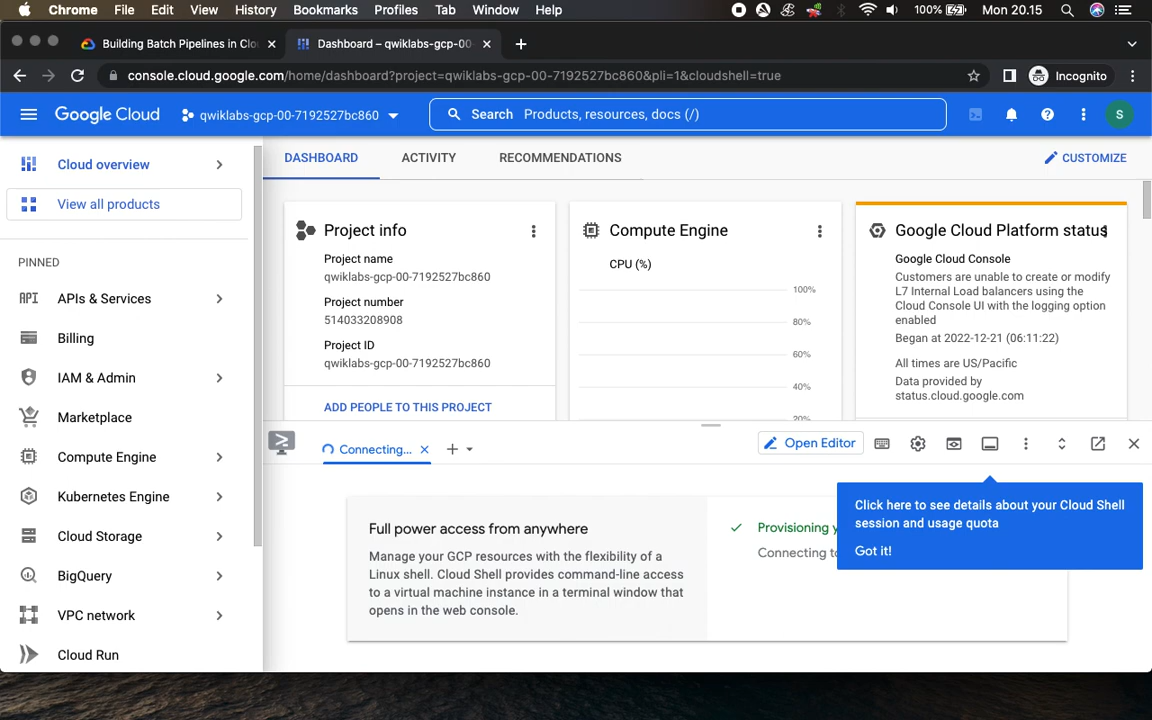 Chrome File Edit View History Bookmarks Profiles Tab Window Help 100% Mon 20.15
Building Batch Pipelines in Clo
Dashboard – qwiklabs-gcp-00-
console.cloud.google.com/home/dashboard?project=qwiklabs-gcp-00-7192527bc860&pli=1&cloudshell=true
Incognito
Google Cloud
qwiklabs-gcp-00-7192527bc860
Search Products, resources, docs (/)
S
Cloud overview
View all products
PINNED
API APIs & Services
Billing
IAM & Admin
Marketplace
Compute Engine
Kubernetes Engine
Cloud Storage
BigQuery
VPC network
Cloud Run
DASHBOARD ACTIVITY RECOMMENDATIONS
CUSTOMIZE
Project info
Project name
qwiklabs-gcp-00-7192527bc860
Project number
514033208908
Project ID
qwiklabs-gcp-00-7192527bc860
ADD PEOPLE TO THIS PROJECT
Compute Engine
CPU (%)
100%
80%
60%
40%
20%
Google Cloud Platform status
Google Cloud Console
Customers are unable to create or modify
L7 Internal Load balancers using the
Cloud Console UI with the logging option
enabled
Began at 2022-12-21 (06:11:22)
All times are US/Pacific
Data provided by
status.cloud.google.com
Connecting...
Open Editor
Full power access from anywhere
Manage your GCP resources with the flexibility of a
Linux shell. Cloud Shell provides command-line access
to a virtual machine instance in a terminal window that
opens in the web console.
Provisioning y
Connecting to
Click here to see details about your Cloud Shell
session and usage quota
Got it!